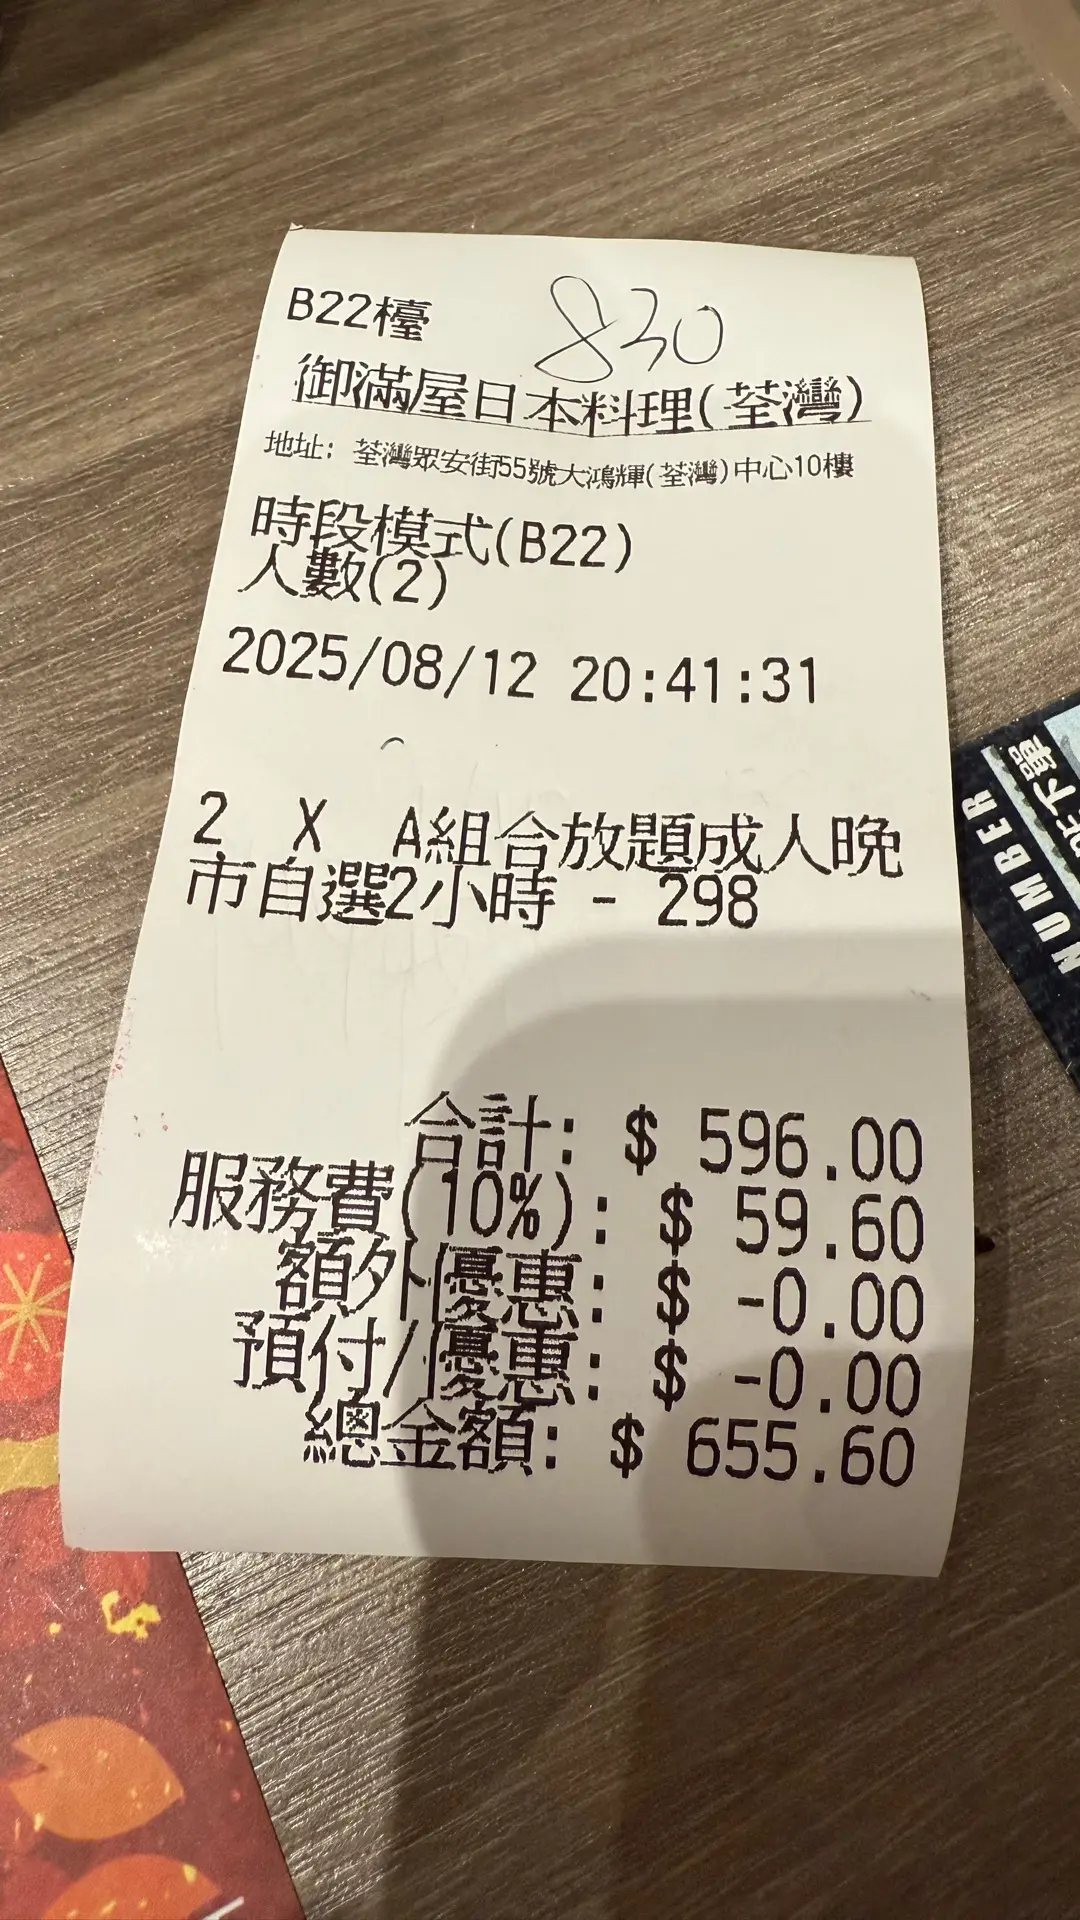 B22檯
830
御滿屋日本料理(荃灣)
地址: 荃灣眾安街55號大鴻輝(荃灣)中心10樓
時段模式(B22)
人數(2)
2025/08/12 20:41:31
2 X A組合放題成人晚
市自選2小時 - 298
合計: $ 596.00
服務費(10%): $ 59.60
額外優惠: $ -0.00
預付/優惠: $ -0.00
總金額: $ 655.60
NUMBER